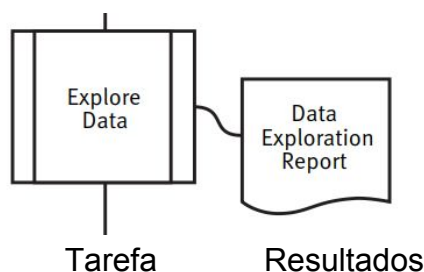 Explore
Data
Data
Exploration
Report
Tarefa
Resultados